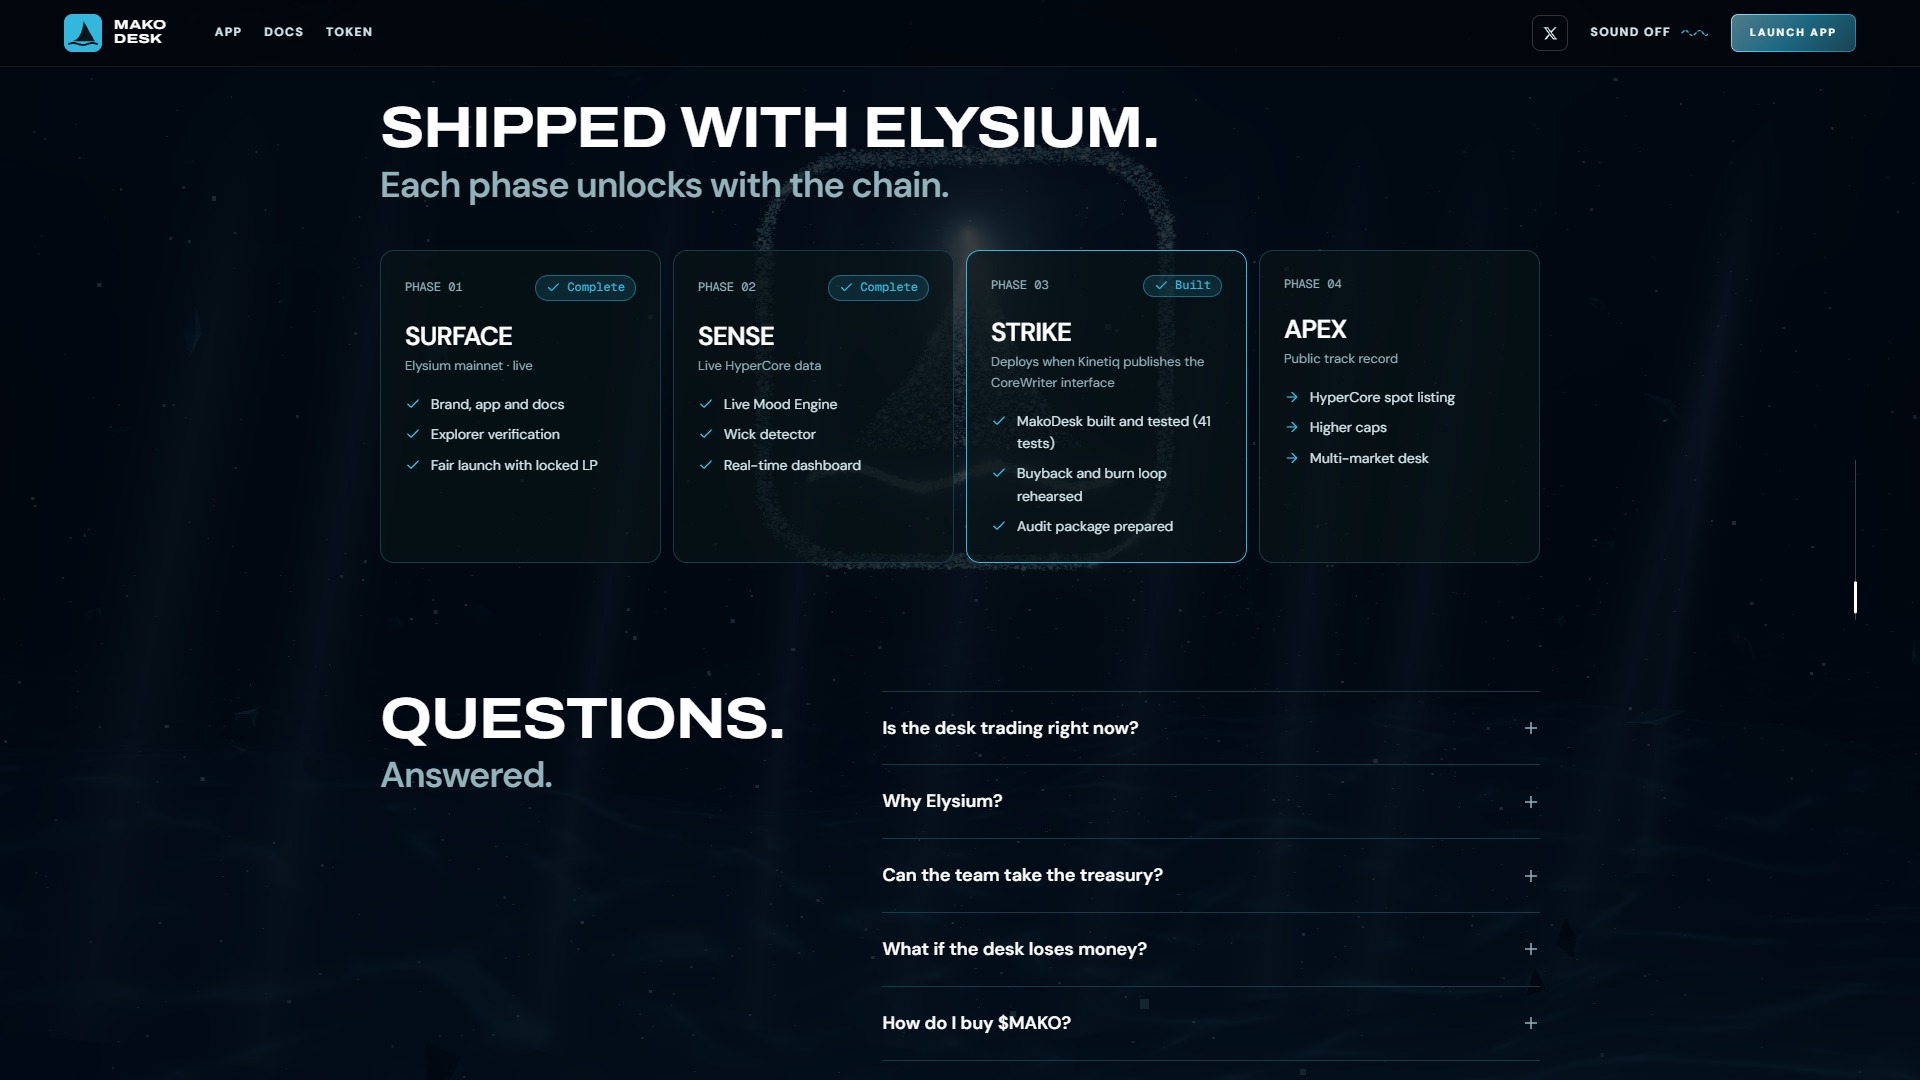 MAKO
DESK
APP
DOCS
TOKEN
SOUND OFF
LAUNCH APP
SHIPPED WITH ELYSIUM.
Each phase unlocks with the chain.
PHASE 01
Complete
SURFACE
Elysium mainnet · live
Brand, app and docs
Explorer verification
Fair launch with locked LP
PHASE 02
Complete
SENSE
Live HyperCore data
Live Mood Engine
Wick detector
Real-time dashboard
PHASE 03
Built
STRIKE
Deploys when Kinetiq publishes the
CoreWriter interface
MakoDesk built and tested (41
tests)
Buyback and burn loop
rehearsed
Audit package prepared
PHASE 04
APEX
Public track record
HyperCore spot listing
Higher caps
Multi-market desk
QUESTIONS.
Answered.
Is the desk trading right now?
Why Elysium?
Can the team take the treasury?
What if the desk loses money?
How do I buy $MAKO?